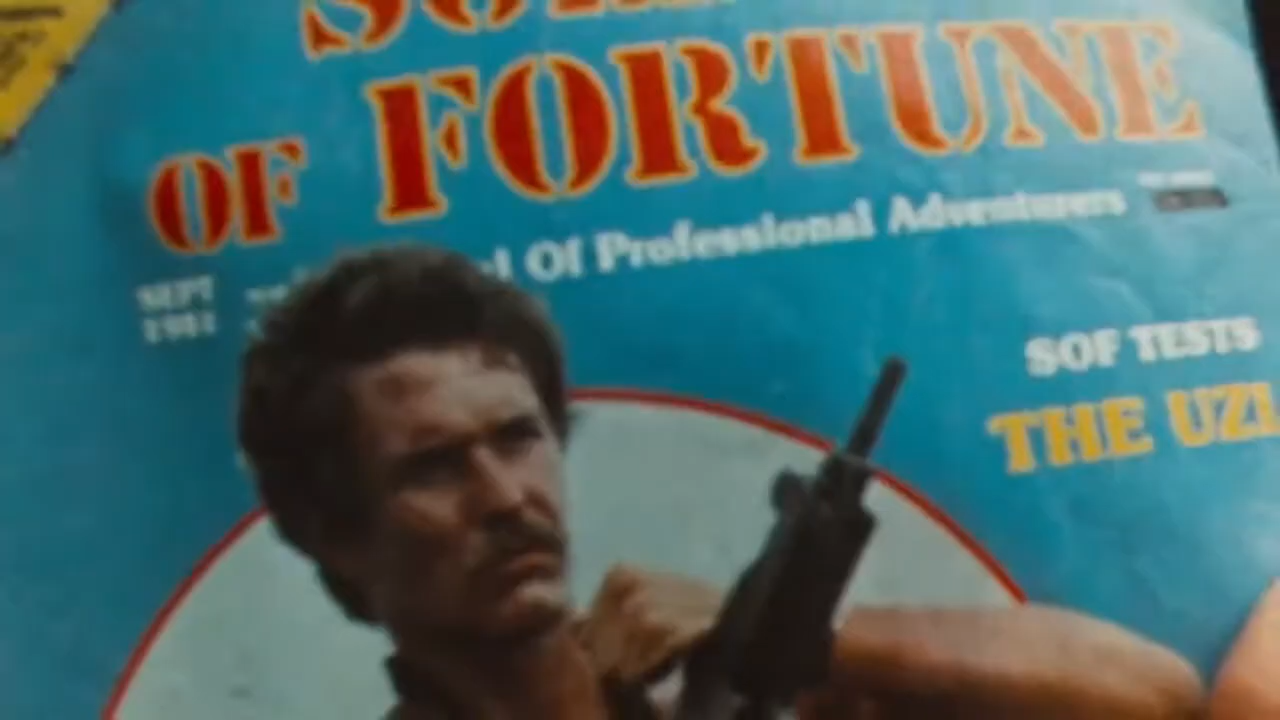 OF FORTUNE
Of Professional Adventurers
SEPT
1981
SOF TESTS
THE UZI